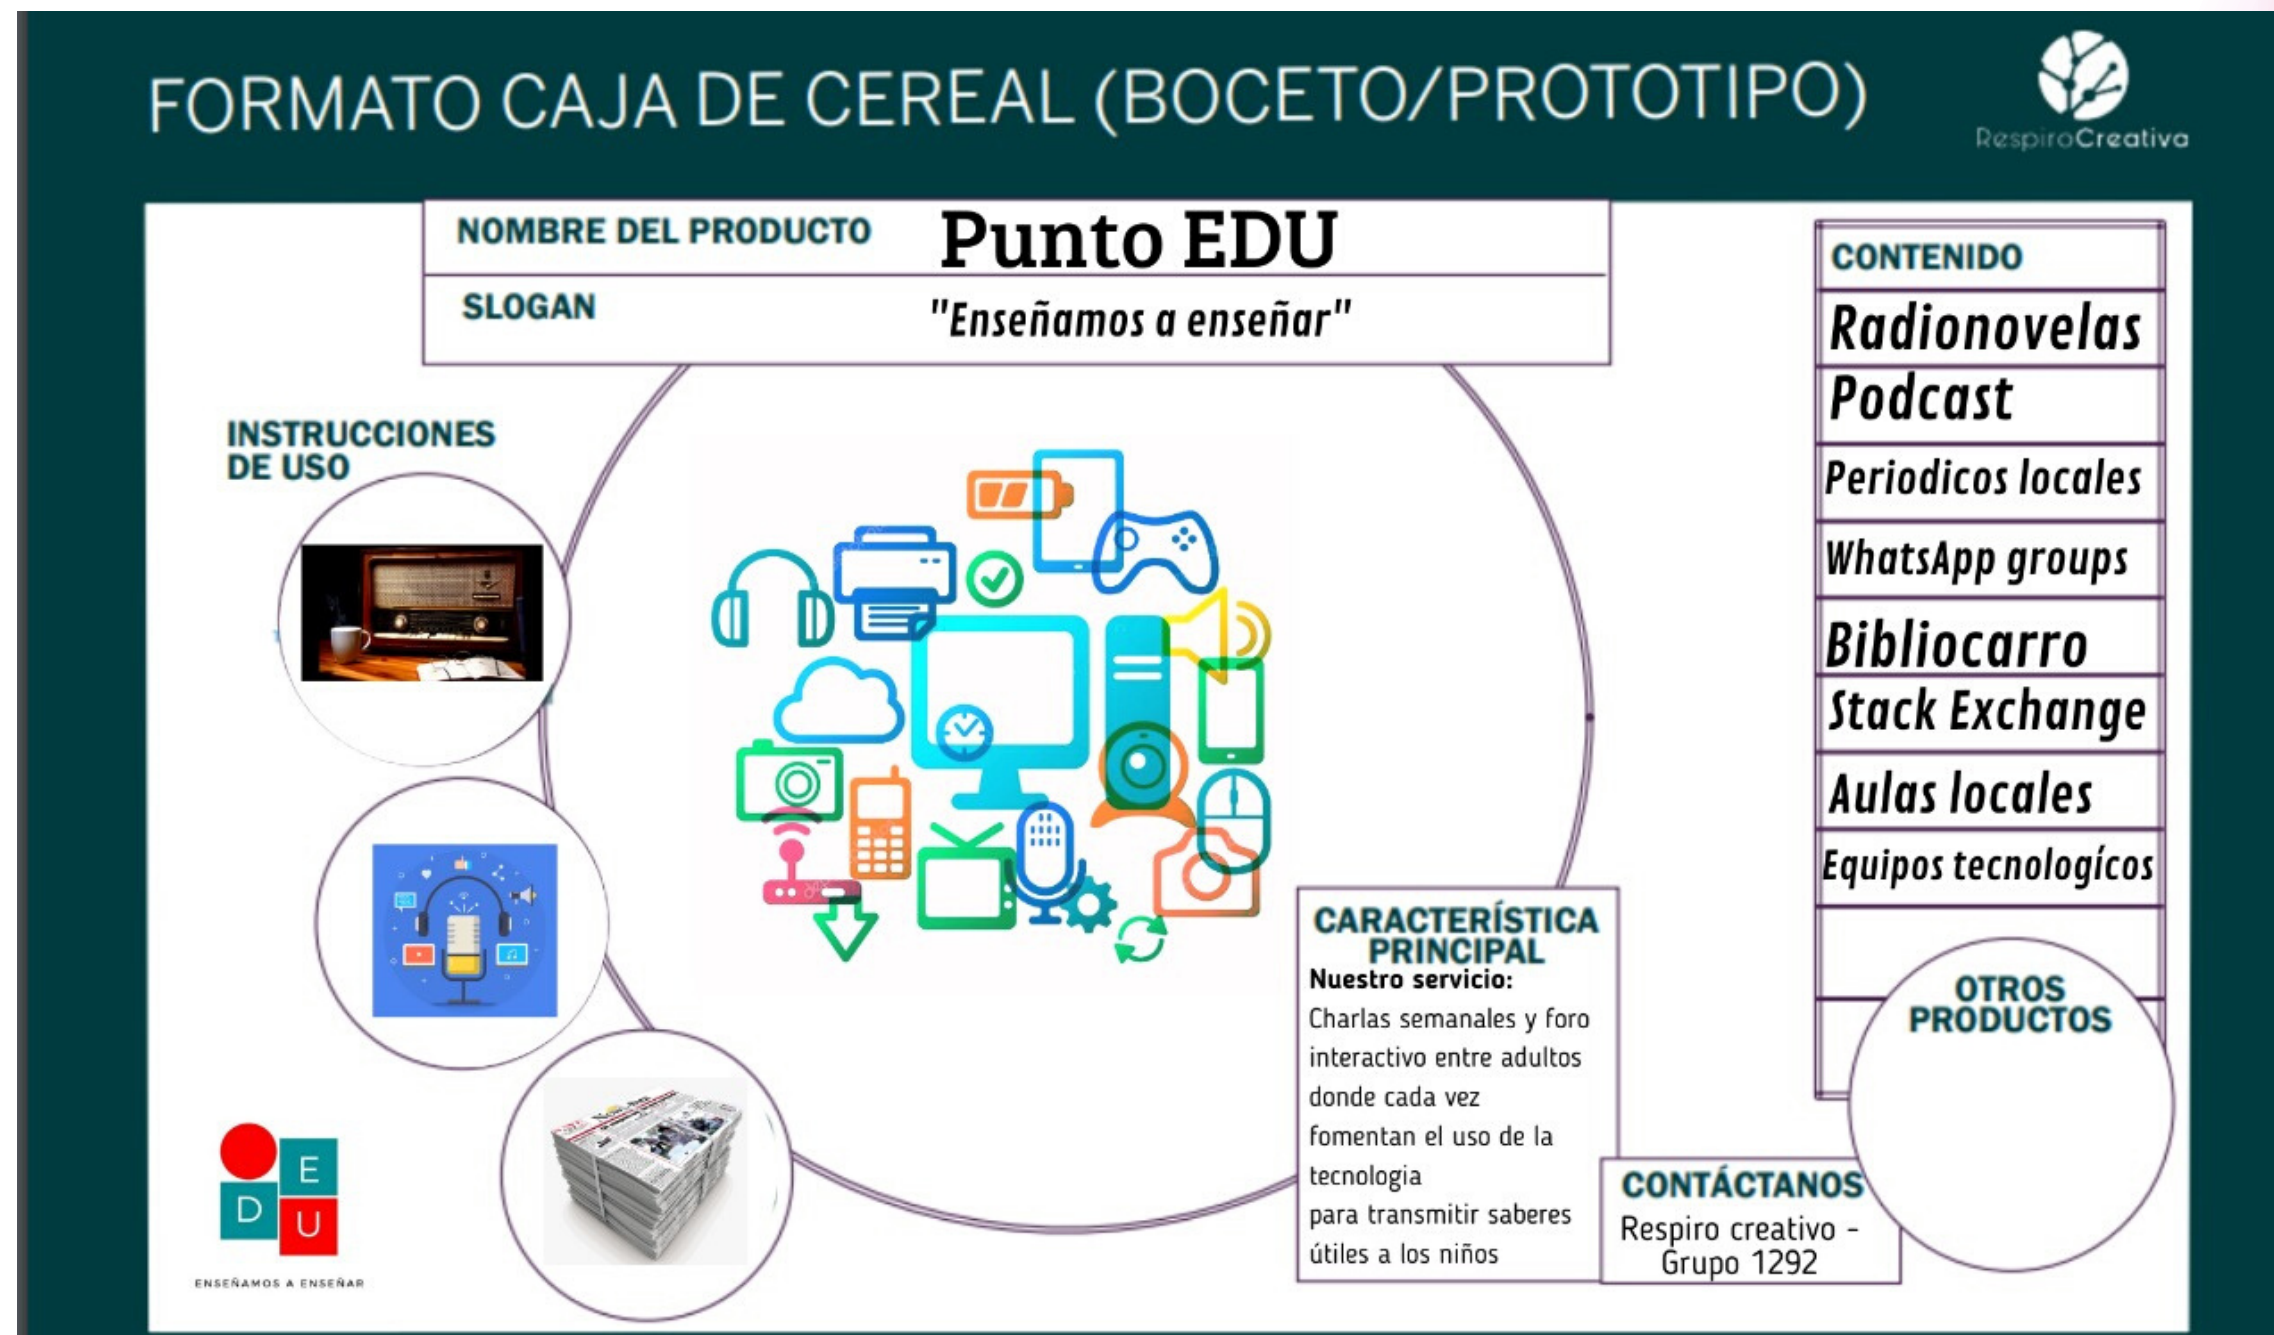 FORMATO CAJA DE CEREAL (BOCETO/PROTOTIPO)
RespiroCreativa
NOMBRE DEL PRODUCTO
Punto EDU
SLOGAN
"Enseñamos a enseñar"
INSTRUCCIONES
DE USO
CONTENIDO
Radionovelas
Podcast
Periodicos locales
WhatsApp groups
Bibliocarro
Stack Exchange
Aulas locales
Equipos tecnologícos
CARACTERÍSTICA
PRINCIPAL
Nuestro servicio:
Charlas semanales y foro
interactivo entre adultos
donde cada vez
fomentan el uso de la
tecnologia
para transmitir saberes
útiles a los niños
CONTÁCTANOS
Respiro creativo -
Grupo 1292
OTROS
PRODUCTOS
E
D
U
ENSEÑAMOS A ENSEÑAR